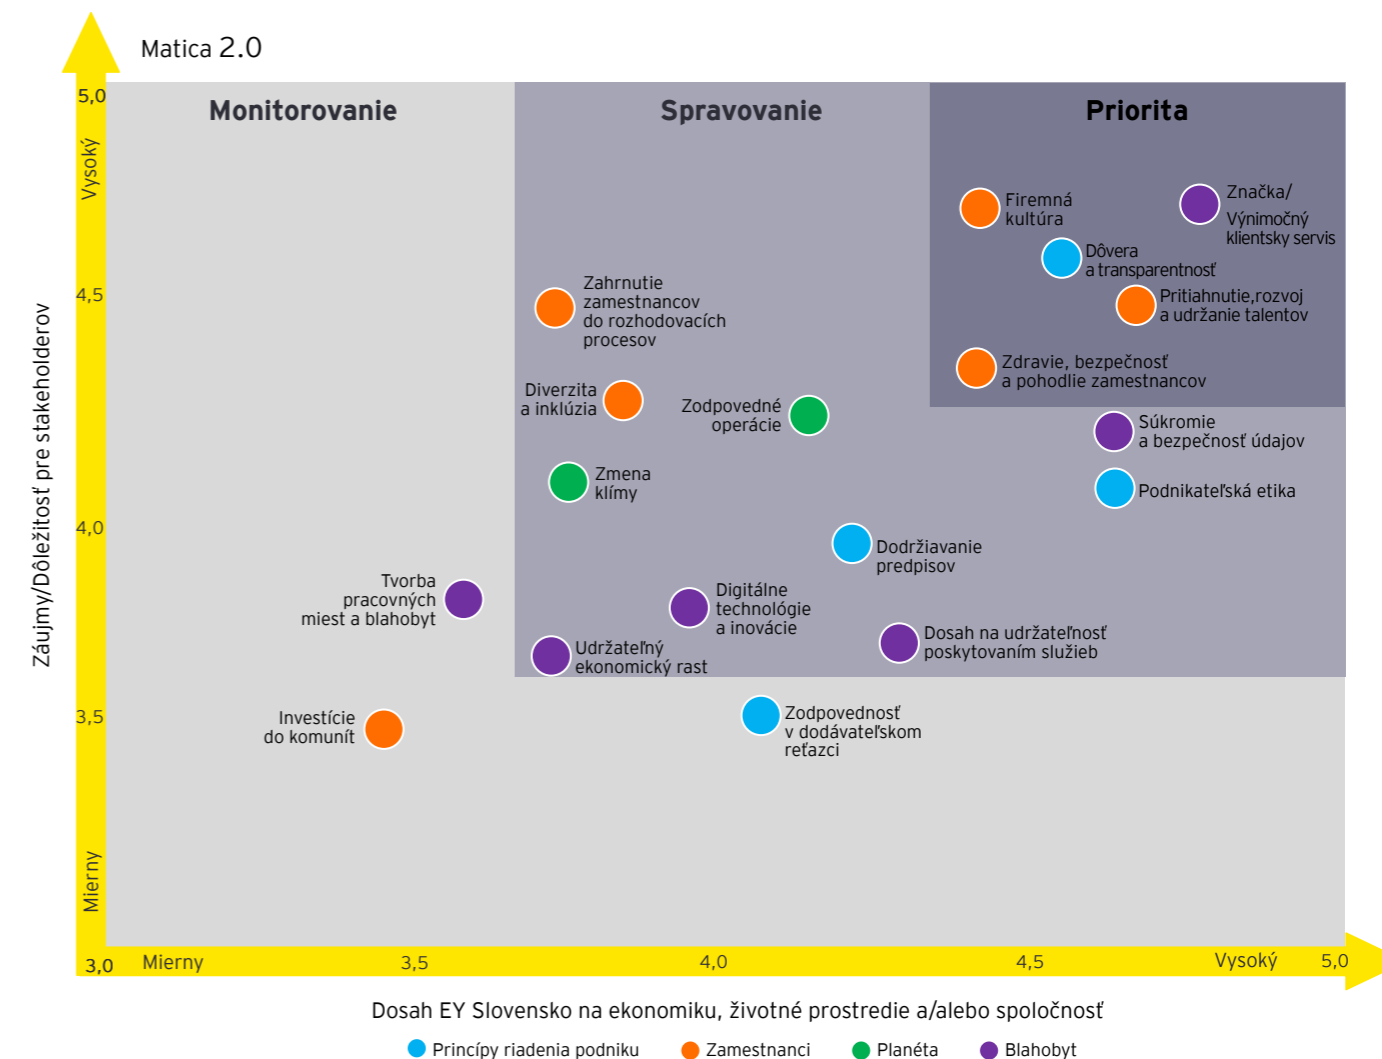 Matica 2.0
5,0
Vysoký
Monitorovanie
Spravovanie
Priorita
Firemná
kultúra
Značka/
Výnimočný
klientsky servis
Dôvera
a transparentnosť
Pritiahnutie,rozvoj
a udržanie talentov
Zdravie, bezpečnosť
a pohodlie zamestnancov
4,5
Zahrnutie
zamestnancov
do rozhodovacích
procesov
Diverzita
a inklúzia
Zodpovedné
operácie
Súkromie
a bezpečnosť údajov
Zmena
klímy
Podnikateľská etika
4,0
Dodržiavanie
predpisov
Tvorba
pracovných
miest a blahobyt
Digitálne
technológie
a inovácie
Udržateľný
ekonomický rast
Dosah na udržateľnosť
poskytovaním služieb
3,5
Investície
do komunít
Zodpovednosť
v dodávateľskom
reťazci
Záujmy/Dôležitosť pre stakeholderov
Mierny
3,0
Mierny
3,5
4,0
4,5
Vysoký
5,0
Dosah EY Slovensko na ekonomiku, životné prostredie a/alebo spoločnosť
Princípy riadenia podniku
Zamestnanci
Planéta
Blahobyt